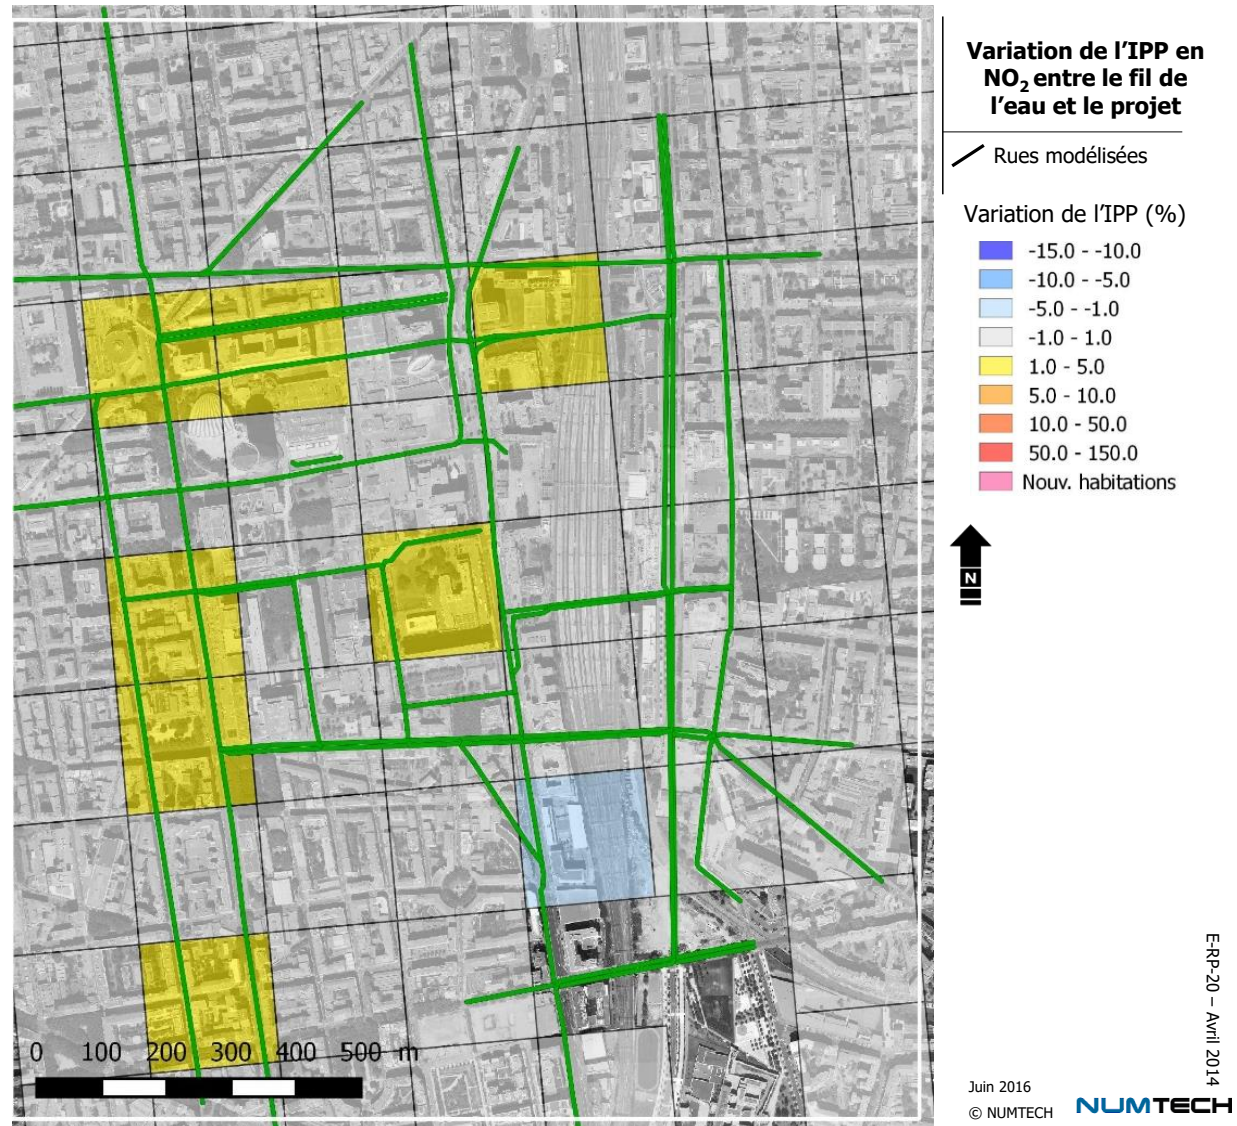 Variation de l'IPP en
NO2 entre le fil de
l'eau et le projet
Rues modélisées
Variation de l'IPP (%)
-15.0 - -10.0
-10.0 - -5.0
-5.0 - -1.0
-1.0 - 1.0
1.0 - 5.0
5.0 - 10.0
10.0 - 50.0
50.0 - 150.0
Nouv. habitations
N
0 100 200 300 400 500 m
E-RP-20 – Avril 2014
Juin 2016
© NUMTECH
NUMTECH